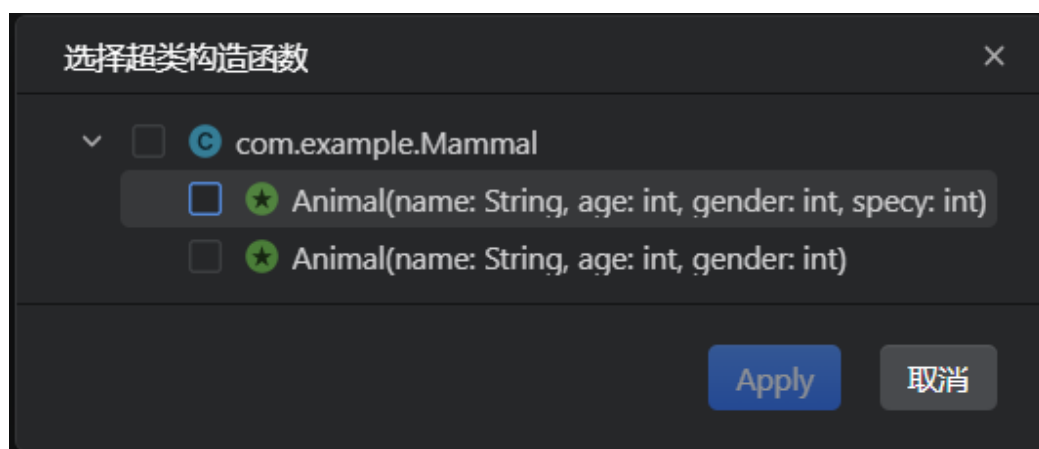 选择超类构造函数
com.example.Mammal
Animal(name: String, age: int, gender: int, specy: int)
Animal(name: String, age: int, gender: int)
Apply 取消